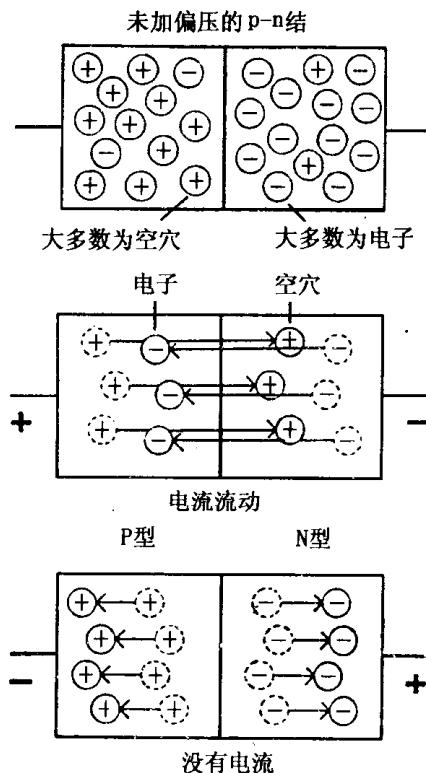 未加偏压的p-n结
大多数为空穴 大多数为电子
电子 空穴
+ −
电流流动
P型 N型
− +
没有电流